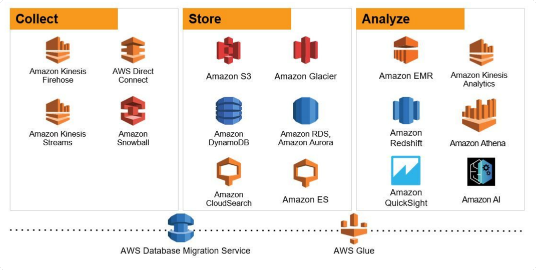 Collect
Store
Analyze
Amazon Kinesis
Firehose
AWS Direct
Connect
Amazon Kinesis
Streams
Amazon
Snowball
Amazon S3
Amazon Glacier
Amazon
DynamoDB
Amazon RDS,
Amazon Aurora
Amazon
CloudSearch
Amazon ES
Amazon EMR
Amazon Kinesis
Analytics
Amazon
Redshift
Amazon Athena
Amazon
QuickSight
Amazon AI
AWS Database Migration Service
AWS Glue